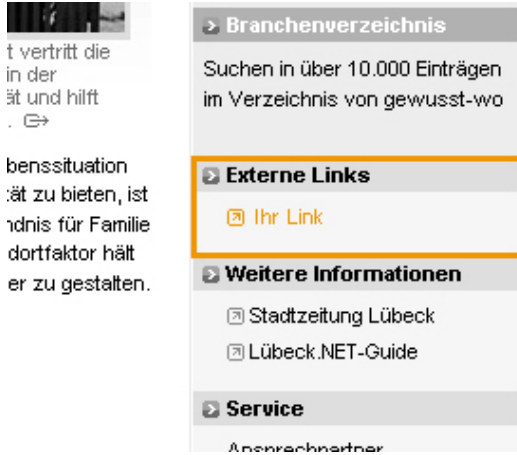 t vertritt die
in der
ät und hilft
.
benssituation
tät zu bieten, ist
ndnis für Familie
dortfaktor hält
er zu gestalten.
Branchenverzeichnis
Suchen in über 10.000 Einträgen
im Verzeichnis von gewusst-wo
Externe Links
Ihr Link
Weitere Informationen
Stadtzeitung Lübeck
Lübeck.NET-Guide
Service
Ansprechpartner